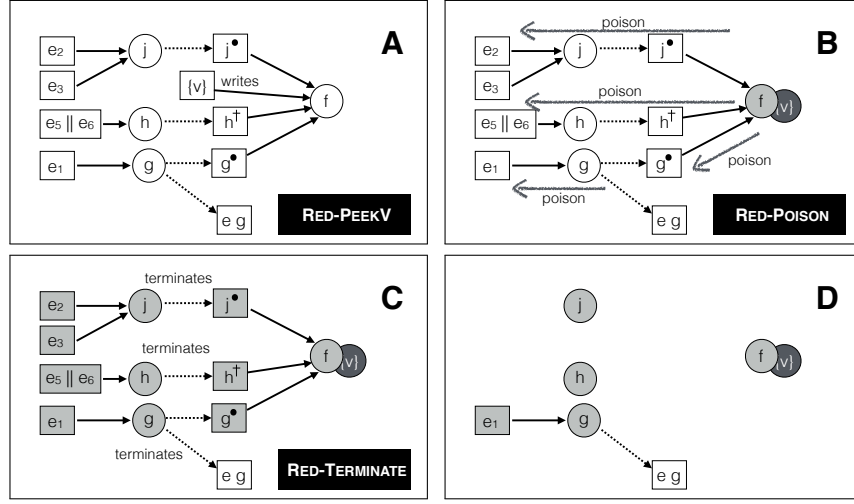 e2 j j• A
{v} writes
e3 f
e5 || e6 h h†
e1 g g•
e g RED-PEEKV
poison
e2 j j• B
e3
poison
f {v}
e5 || e6 h h†
e1 g g•
poison
poison
e g RED-POISON
terminates
e2 j j• C
e3
terminates
f {v}
e5 || e6 h h†
e1 g g•
terminates
e g RED-TERMINATE
j D
f {v}
h
e1 g
e g